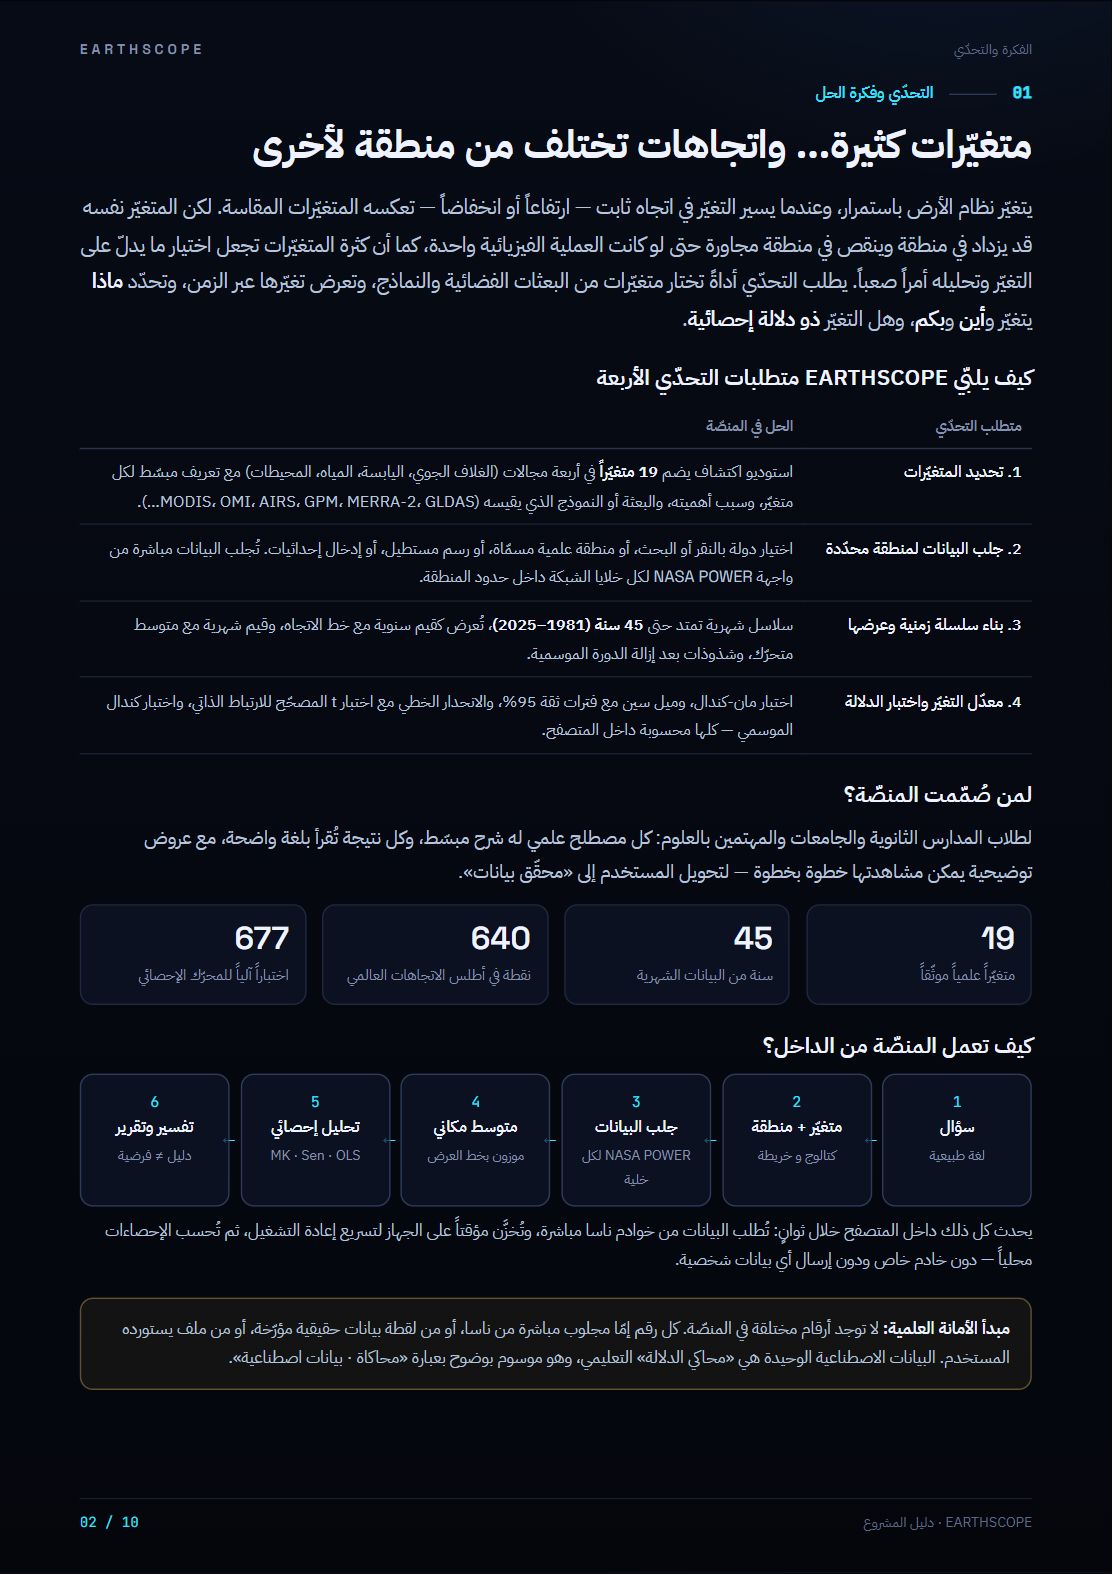 الفكرة والتحدّي
EARTHSCOPE
01 التحدّي وفكرة الحل
متغيّرات كثيرة... واتجاهات تختلف من منطقة لأخرى
يتغيّر نظام الأرض باستمرار، وعندما يسير التغيّر في اتجاه ثابت — ارتفاعاً أو انخفاضاً — تعكسه المتغيّرات المقاسة. لكن المتغيّر نفسه
قد يزداد في منطقة وينقص في منطقة مجاورة حتى لو كانت العملية الفيزيائية واحدة، كما أن كثرة المتغيّرات تجعل اختيار ما يدلّ على
التغيّر وتحليله أمراً صعباً. يطلب التحدّي أداةً تختار متغيّرات من البعثات الفضائية والنماذج، وتعرض تغيّرها عبر الزمن، وتحدّد ماذا
يتغيّر وأين وبكم، وهل التغيّر ذو دلالة إحصائية.
كيف يلبّي EARTHSCOPE متطلبات التحدّي الأربعة
متطلب التحدّي
الحل في المنصّة
1. تحديد المتغيّرات
استوديو اكتشاف يضم 19 متغيّراً في أربعة مجالات (الغلاف الجوي، اليابسة، المياه، المحيطات) مع تعريف مبسّط لكل
متغيّر، وسبب أهميته، والبعثة أو النموذج الذي يقيسه (MODIS، OMI، AIRS، GPM، MERRA-2، GLDAS...).
2. جلب البيانات لمنطقة محدّدة
اختيار دولة بالنقر أو البحث، أو منطقة علمية مسمّاة، أو رسم مستطيل، أو إدخال إحداثيات. تُجلب البيانات مباشرة من
واجهة NASA POWER لكل خلايا الشبكة داخل حدود المنطقة.
3. بناء سلسلة زمنية وعرضها
سلاسل شهرية تمتد حتى 45 سنة (1981–2025)، تُعرض كقيم سنوية مع خط الاتجاه، وقيم شهرية مع متوسط
متحرّك، وشذوذات بعد إزالة الدورة الموسمية.
4. معدّل التغيّر واختبار الدلالة
اختبار مان-كندال، وميل سين مع فترات ثقة 95%، والانحدار الخطي مع اختبار t المصحّح للارتباط الذاتي، واختبار كندال
الموسمي — كلها محسوبة داخل المتصفح.
لمن صُمّمت المنصّة؟
لطلاب المدارس الثانوية والجامعات والمهتمين بالعلوم: كل مصطلح علمي له شرح مبسّط، وكل نتيجة تُقرأ بلغة واضحة، مع عروض
توضيحية يمكن مشاهدتها خطوة بخطوة — لتحويل المستخدم إلى «محقّق بيانات».
19
متغيّراً علمياً موثّقاً
45
سنة من البيانات الشهرية
640
نقطة في أطلس الاتجاهات العالمي
677
اختباراً آلياً للمحرّك الإحصائي
كيف تعمل المنصّة من الداخل؟
1
سؤال
لغة طبيعية
←
2
متغيّر + منطقة
كتالوج و خريطة
←
3
جلب البيانات
NASA POWER لكل
خلية
←
4
متوسط مكاني
موزون بخط العرض
←
5
تحليل إحصائي
MK · Sen · OLS
←
6
تفسير وتقرير
دليل ≠ فرضية
يحدث كل ذلك داخل المتصفح خلال ثوانٍ: تُطلب البيانات من خوادم ناسا مباشرة، وتُخزَّن مؤقتاً على الجهاز لتسريع إعادة التشغيل، ثم تُحسب الإحصاءات
محلياً — دون خادم خاص ودون إرسال أي بيانات شخصية.
مبدأ الأمانة العلمية: لا توجد أرقام مختلقة في المنصّة. كل رقم إمّا مجلوب مباشرة من ناسا، أو من لقطة بيانات حقيقية مؤرّخة، أو من ملف يستورده
المستخدم. البيانات الاصطناعية الوحيدة هي «محاكي الدلالة» التعليمي، وهو موسوم بوضوح بعبارة «محاكاة · بيانات اصطناعية».
EARTHSCOPE · دليل المشروع
02 / 10